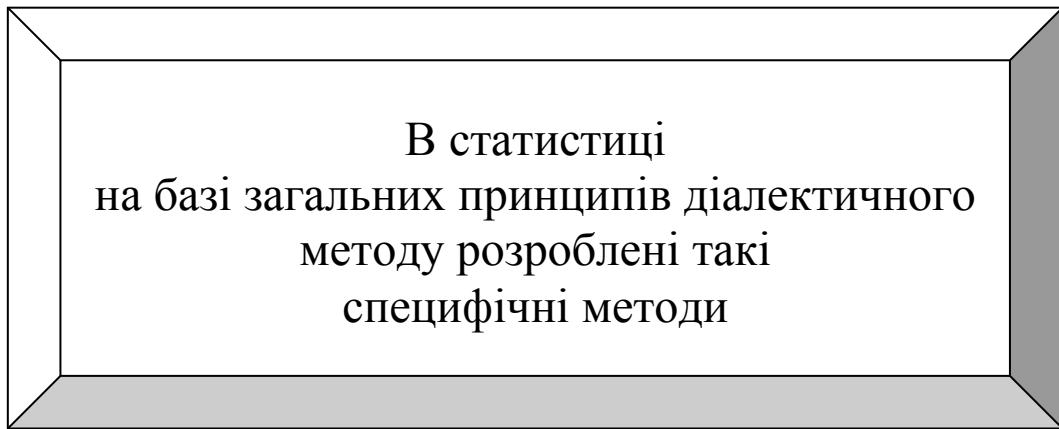 В статистиці
на базі загальних принципів діалектичного
методу розроблені такі
специфічні методи